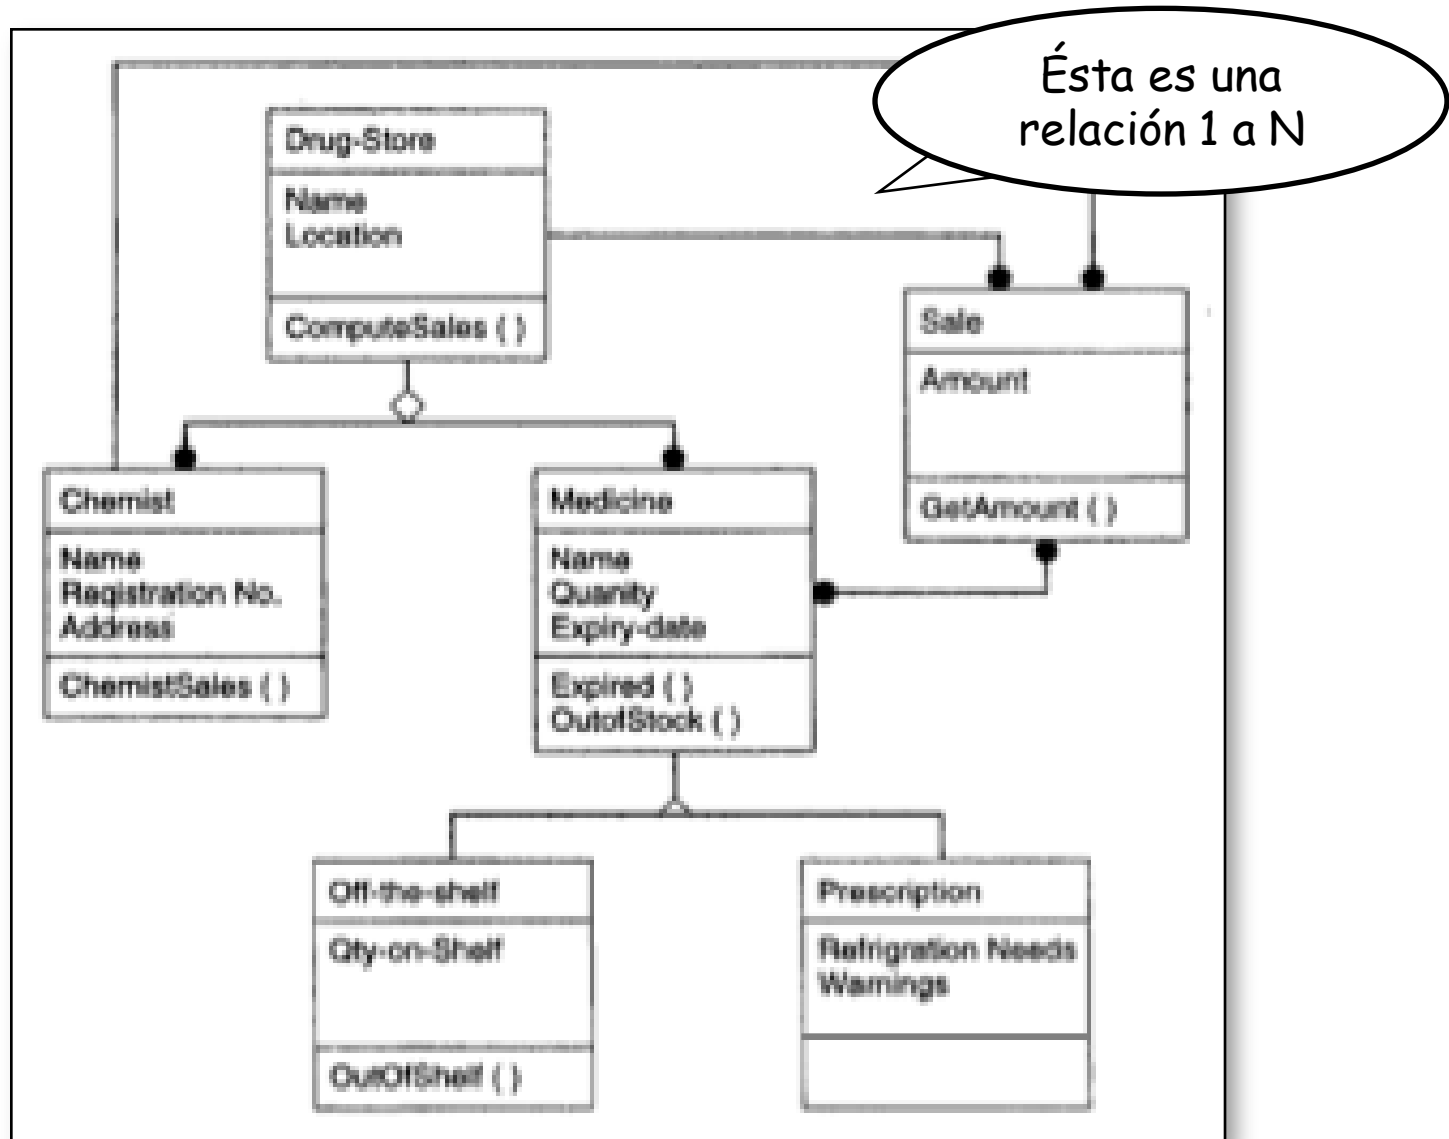 Ésta es una
relación 1 a N
Drug-Store
Name
Location
ComputeSales ( )
Sale
Amount
GetAmount ( )
Chemist
Name
Registration No.
Address
ChemistSales ( )
Medicine
Name
Quanity
Expiry-date
Expired ( )
OutofStock ( )
Off-the-shelf
Qty-on-Shelf
OutOfShelf ( )
Prescription
Refrigration Needs
Warnings